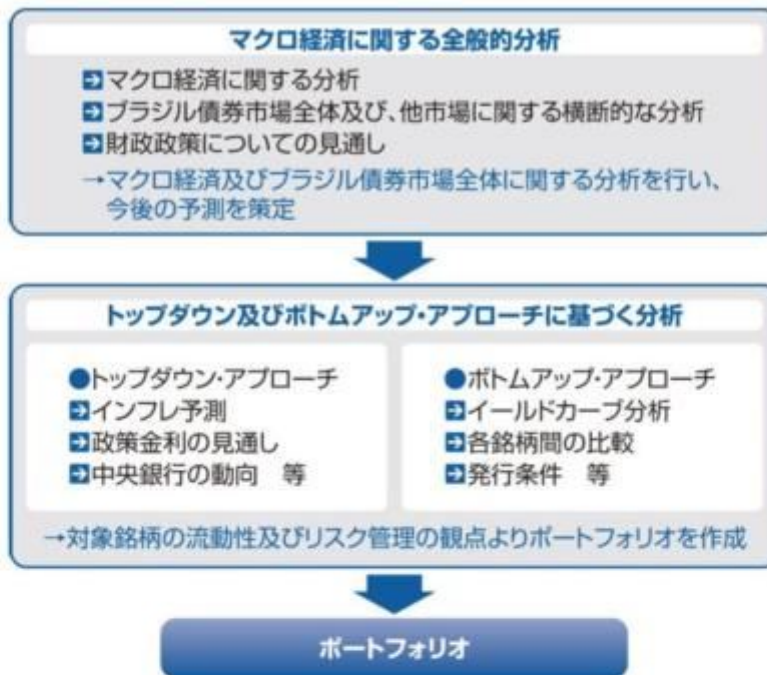 マクロ経済に関する全般的分析
マクロ経済に関する分析
ブラジル債券市場全体及び、他市場に関する横断的な分析
財政政策についての見通し
→マクロ経済及びブラジル債券市場全体に関する分析を行い、
今後の予測を策定
トップダウン及びボトムアップ・アプローチに基づく分析
●トップダウン・アプローチ
インフレ予測
政策金利の見通し
中央銀行の動向　等
●ボトムアップ・アプローチ
イールドカーブ分析
各銘柄間の比較
発行条件　等
→対象銘柄の流動性及びリスク管理の観点よりポートフォリオを作成
ポートフォリオ